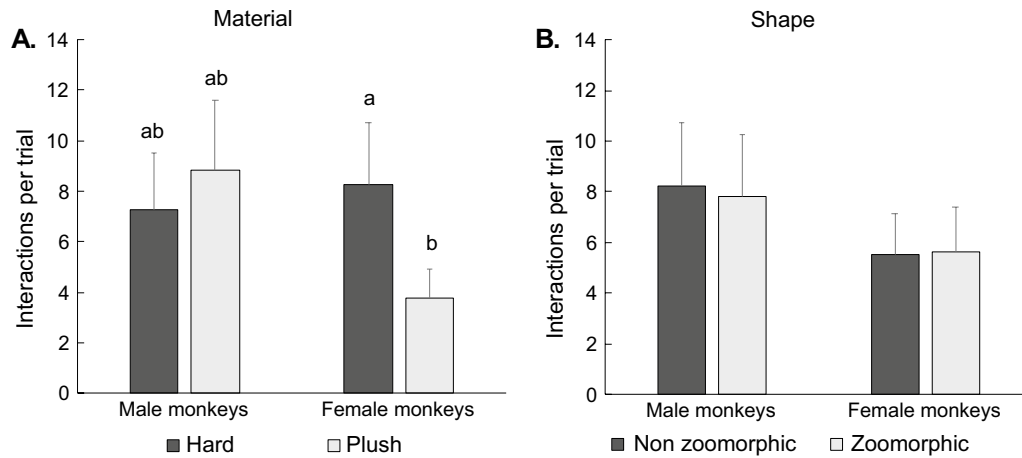 Material
A.
14
12
10
8
6
4
2
0
Interactions per trial
ab
ab
a
b
Male monkeys Female monkeys
Hard Plush
Shape
B.
14
12
10
8
6
4
2
0
Interactions per trial
Male monkeys Female monkeys
Non zoomorphic Zoomorphic